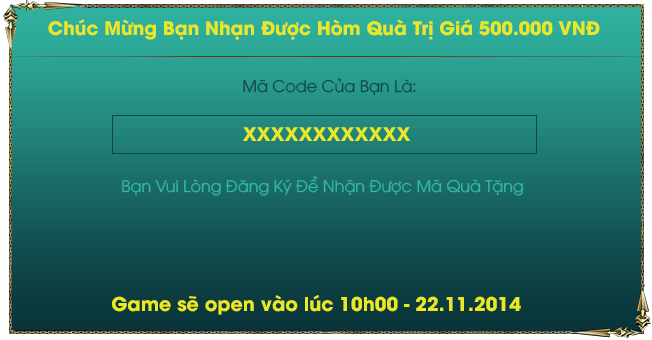 Chúc Mừng Bạn Nhận Được Hòm Quà Trị Giá 500.000 VNĐ
Mã Code Của Bạn Là:
XXXXXXXXXXXX
Bạn Vui Lòng Đăng Ký Để Nhận Được Mã Quà Tặng
Game sẽ open vào lúc 10h00 - 22.11.2014